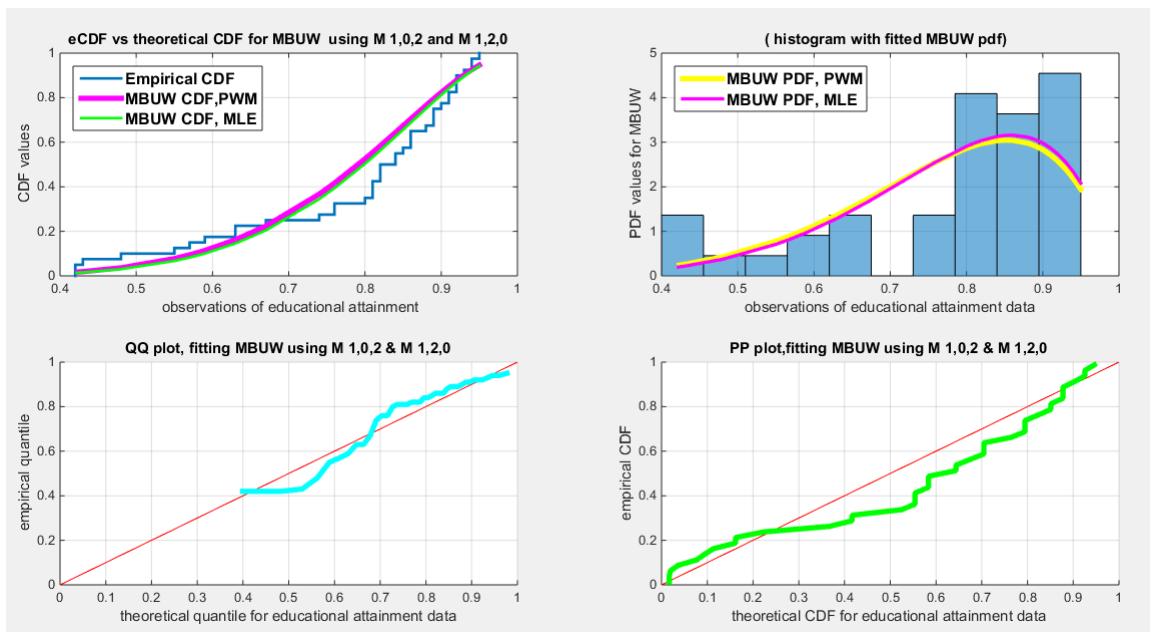 eCDF vs theoretical CDF for MBUW using M 1,0,2 and M 1,2,0
1
0.8
0.6
0.4
0.2
0
CDF values
Empirical CDF
MBUW CDF,PWM
MBUW CDF, MLE
0.4 0.5 0.6 0.7 0.8 0.9 1
observations of educational attainment
( histogram with fitted MBUW pdf)
5
4
3
2
1
0
PDF values for MBUW
MBUW PDF, PWM
MBUW PDF, MLE
0.4 0.5 0.6 0.7 0.8 0.9 1
observations of educational attainment data
QQ plot, fitting MBUW using M 1,0,2 & M 1,2,0
1
0.8
0.6
0.4
0.2
0
empirical quantile
0 0.1 0.2 0.3 0.4 0.5 0.6 0.7 0.8 0.9 1
theoretical quantile for educational attainment data
PP plot,fitting MBUW using M 1,0,2 & M 1,2,0
1
0.8
0.6
0.4
0.2
0
empirical CDF
0 0.1 0.2 0.3 0.4 0.5 0.6 0.7 0.8 0.9 1
theoretical CDF for educational attainment data